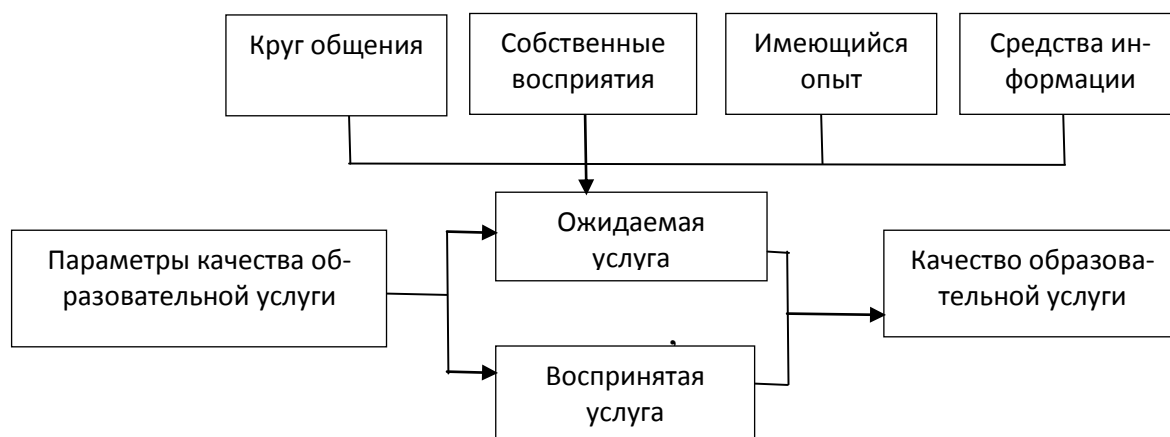 Круг общения
Собственные
восприятия
Имеющийся
опыт
Средства ин-
формации
Ожидаемая
услуга
Параметры качества об-
разовательной услуги
Качество образова-
тельной услуги
,
Воспринятая
услуга